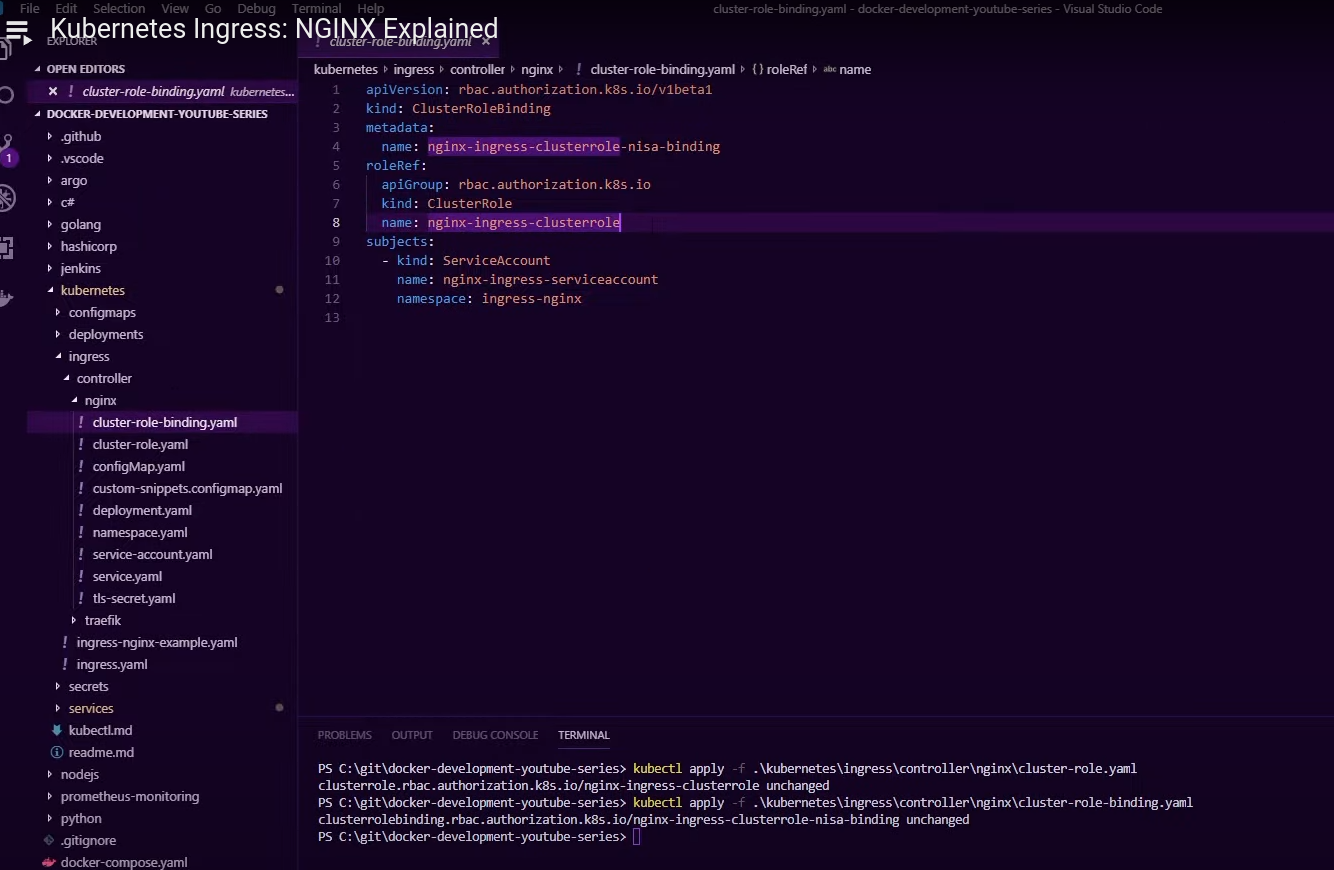 File Edit Selection View Go Debug Terminal Help
cluster-role-binding.yaml - docker-development-youtube-series - Visual Studio Code
Kubernetes Ingress: NGINX Explained
EXPLORER
cluster-role-binding.yaml ×
OPEN EDITORS
× ! cluster-role-binding.yaml kubernetes...
DOCKER-DEVELOPMENT-YOUTUBE-SERIES
.github
.vscode
1
argo
c#
golang
hashicorp
jenkins
kubernetes
configmaps
deployments
ingress
controller
nginx
! cluster-role-binding.yaml
! cluster-role.yaml
! configMap.yaml
! custom-snippets.configmap.yaml
! deployment.yaml
! namespace.yaml
! service-account.yaml
! service.yaml
! tls-secret.yaml
traefik
! ingress-nginx-example.yaml
! ingress.yaml
secrets
services
kubectl.md
readme.md
nodejs
prometheus-monitoring
python
.gitignore
docker-compose.yaml
kubernetes › ingress › controller › nginx › ! cluster-role-binding.yaml › {} roleRef › abc name
1 apiVersion: rbac.authorization.k8s.io/v1beta1
2 kind: ClusterRoleBinding
3 metadata:
4 name: nginx-ingress-clusterrole-nisa-binding
5 roleRef:
6 apiGroup: rbac.authorization.k8s.io
7 kind: ClusterRole
8 name: nginx-ingress-clusterrole
9 subjects:
10 - kind: ServiceAccount
11 name: nginx-ingress-serviceaccount
12 namespace: ingress-nginx
13
PROBLEMS OUTPUT DEBUG CONSOLE TERMINAL
PS C:\git\docker-development-youtube-series> kubectl apply -f .\kubernetes\ingress\controller\nginx\cluster-role.yaml
clusterrole.rbac.authorization.k8s.io/nginx-ingress-clusterrole unchanged
PS C:\git\docker-development-youtube-series> kubectl apply -f .\kubernetes\ingress\controller\nginx\cluster-role-binding.yaml
clusterrolebinding.rbac.authorization.k8s.io/nginx-ingress-clusterrole-nisa-binding unchanged
PS C:\git\docker-development-youtube-series>